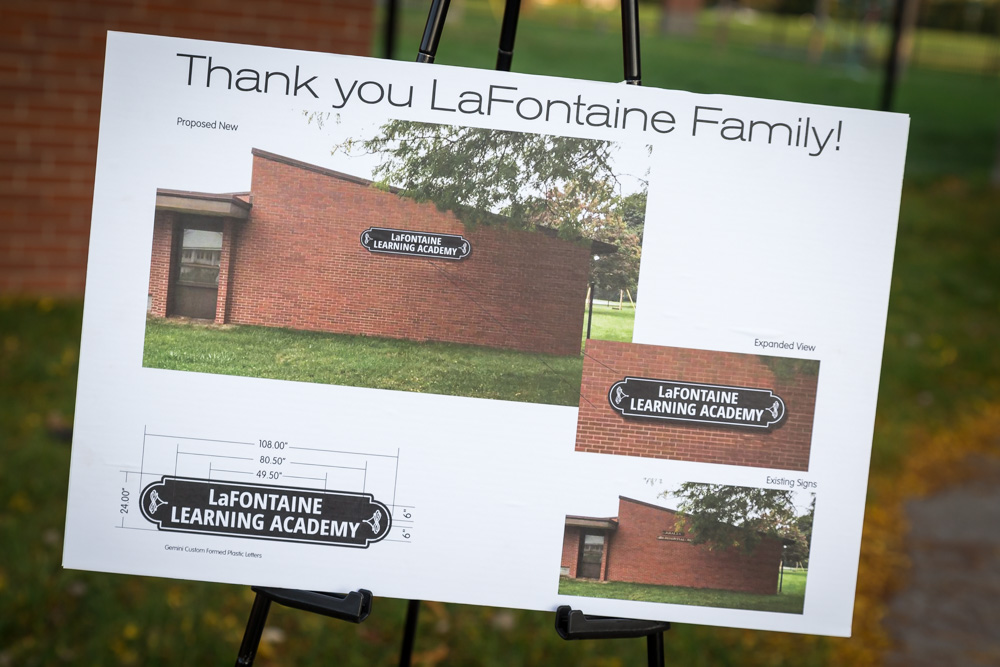 Thank you LaFontaine Family!
Proposed New
LaFONTAINE
LEARNING ACADEMY
Expanded View
LaFONTAINE
LEARNING ACADEMY
108.00"
80.50"
49.50"
24.00"
LaFONTAINE
LEARNING ACADEMY
6"
6"
Gemini Custom Formed Plastic Letters
Existing Signs